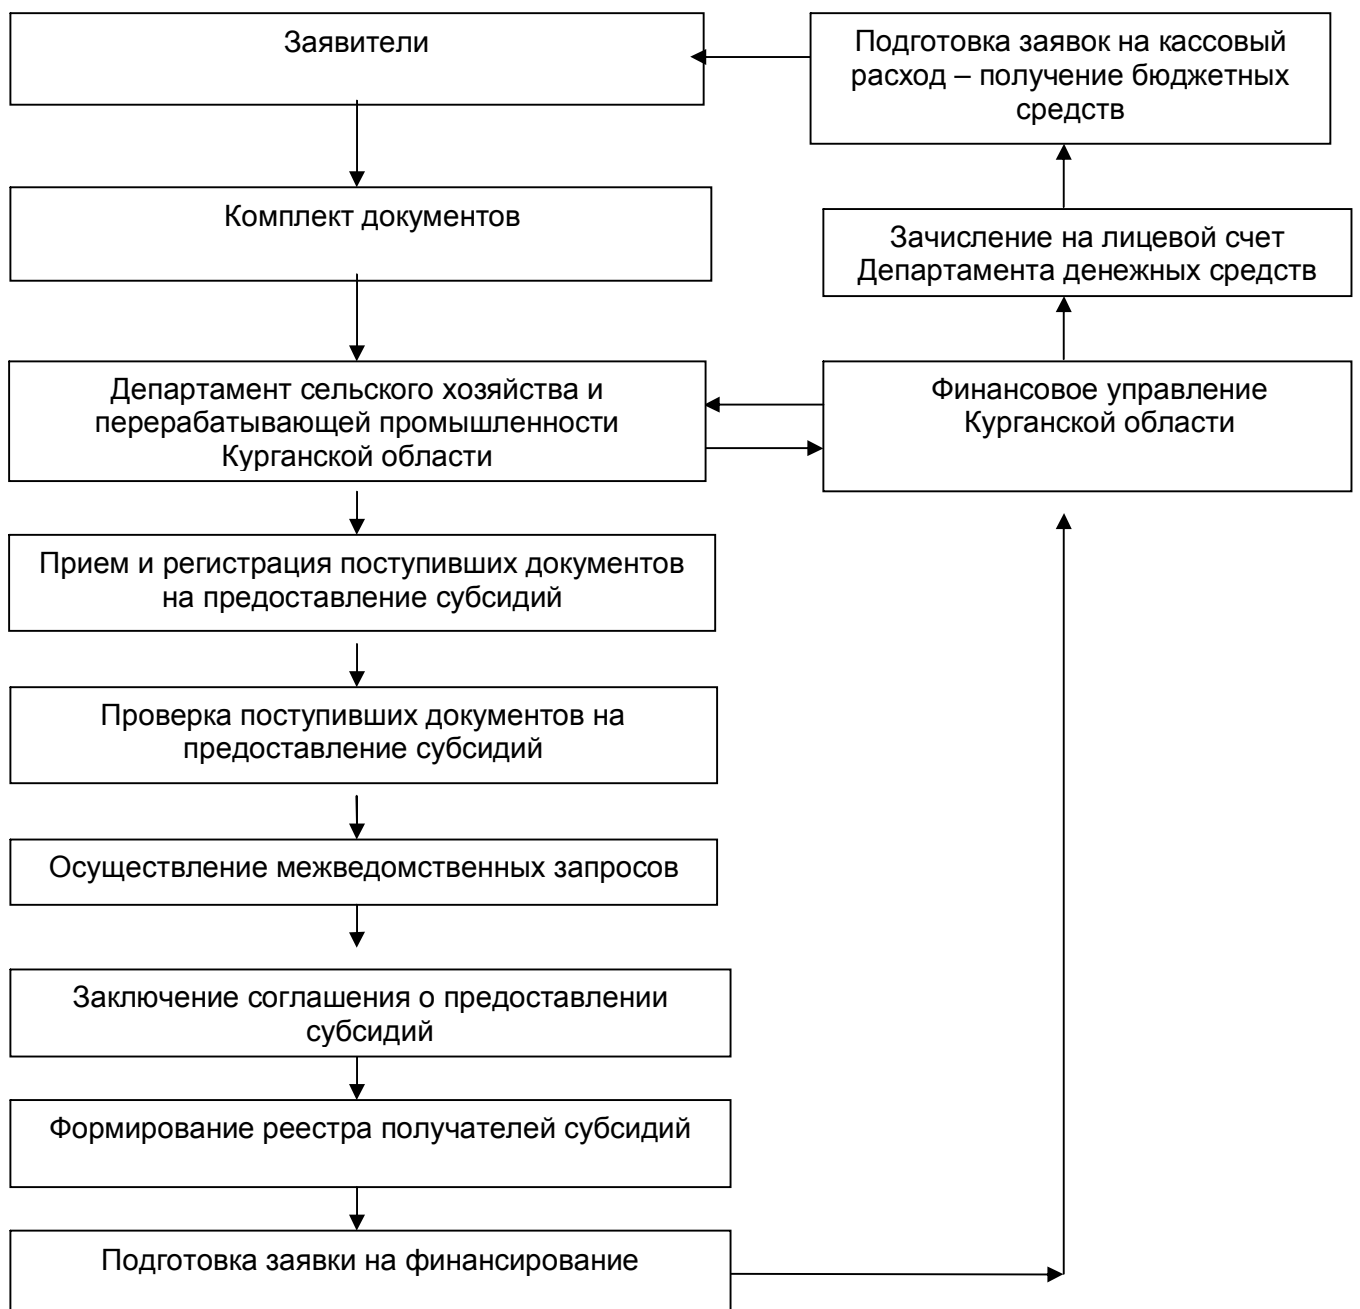 Заявители
Подготовка заявок на кассовый
расход – получение бюджетных
средств
Комплект документов
Зачисление на лицевой счет
Департамента денежных средств
Департамент сельского хозяйства и
перерабатывающей промышленности
Курганской области
Финансовое управление
Курганской области
Прием и регистрация поступивших документов
на предоставление субсидий
Проверка поступивших документов на
предоставление субсидий
Осуществление межведомственных запросов
Заключение соглашения о предоставлении
субсидий
Формирование реестра получателей субсидий
Подготовка заявки на финансирование